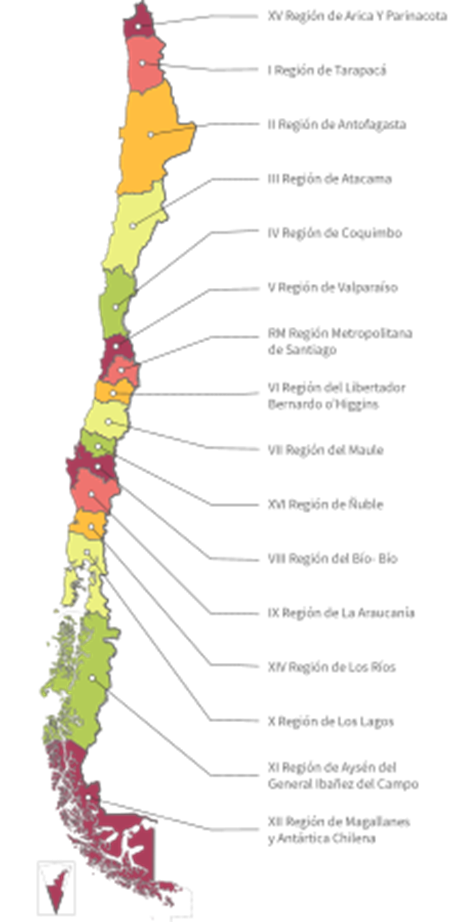 XV Región de Arica Y Parinacota
I Región de Tarapacá
II Región de Antofagasta
III Región de Atacama
IV Región de Coquimbo
V Región de Valparaíso
RM Región Metropolitana
de Santiago
VI Región del Libertador
Bernardo o'Higgins
VII Región del Maule
XVI Región de Ñuble
VIII Región del Bío- Bío
IX Región de La Araucanía
XIV Región de Los Ríos
X Región de Los Lagos
XI Región de Aysén del
General Ibañez del Campo
XII Región de Magallanes
y Antártica Chilena